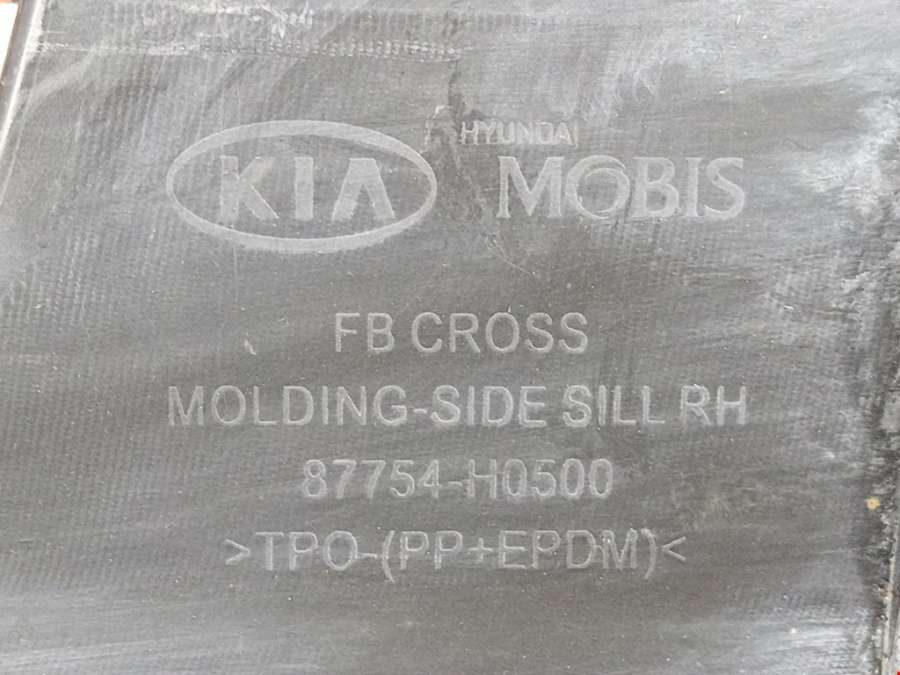 KIA
HYUNDAI
MOBIS
FB CROSS
MOLDING-SIDE SILL RH
87754-H0500
>TPO-(PP+EPDM)<